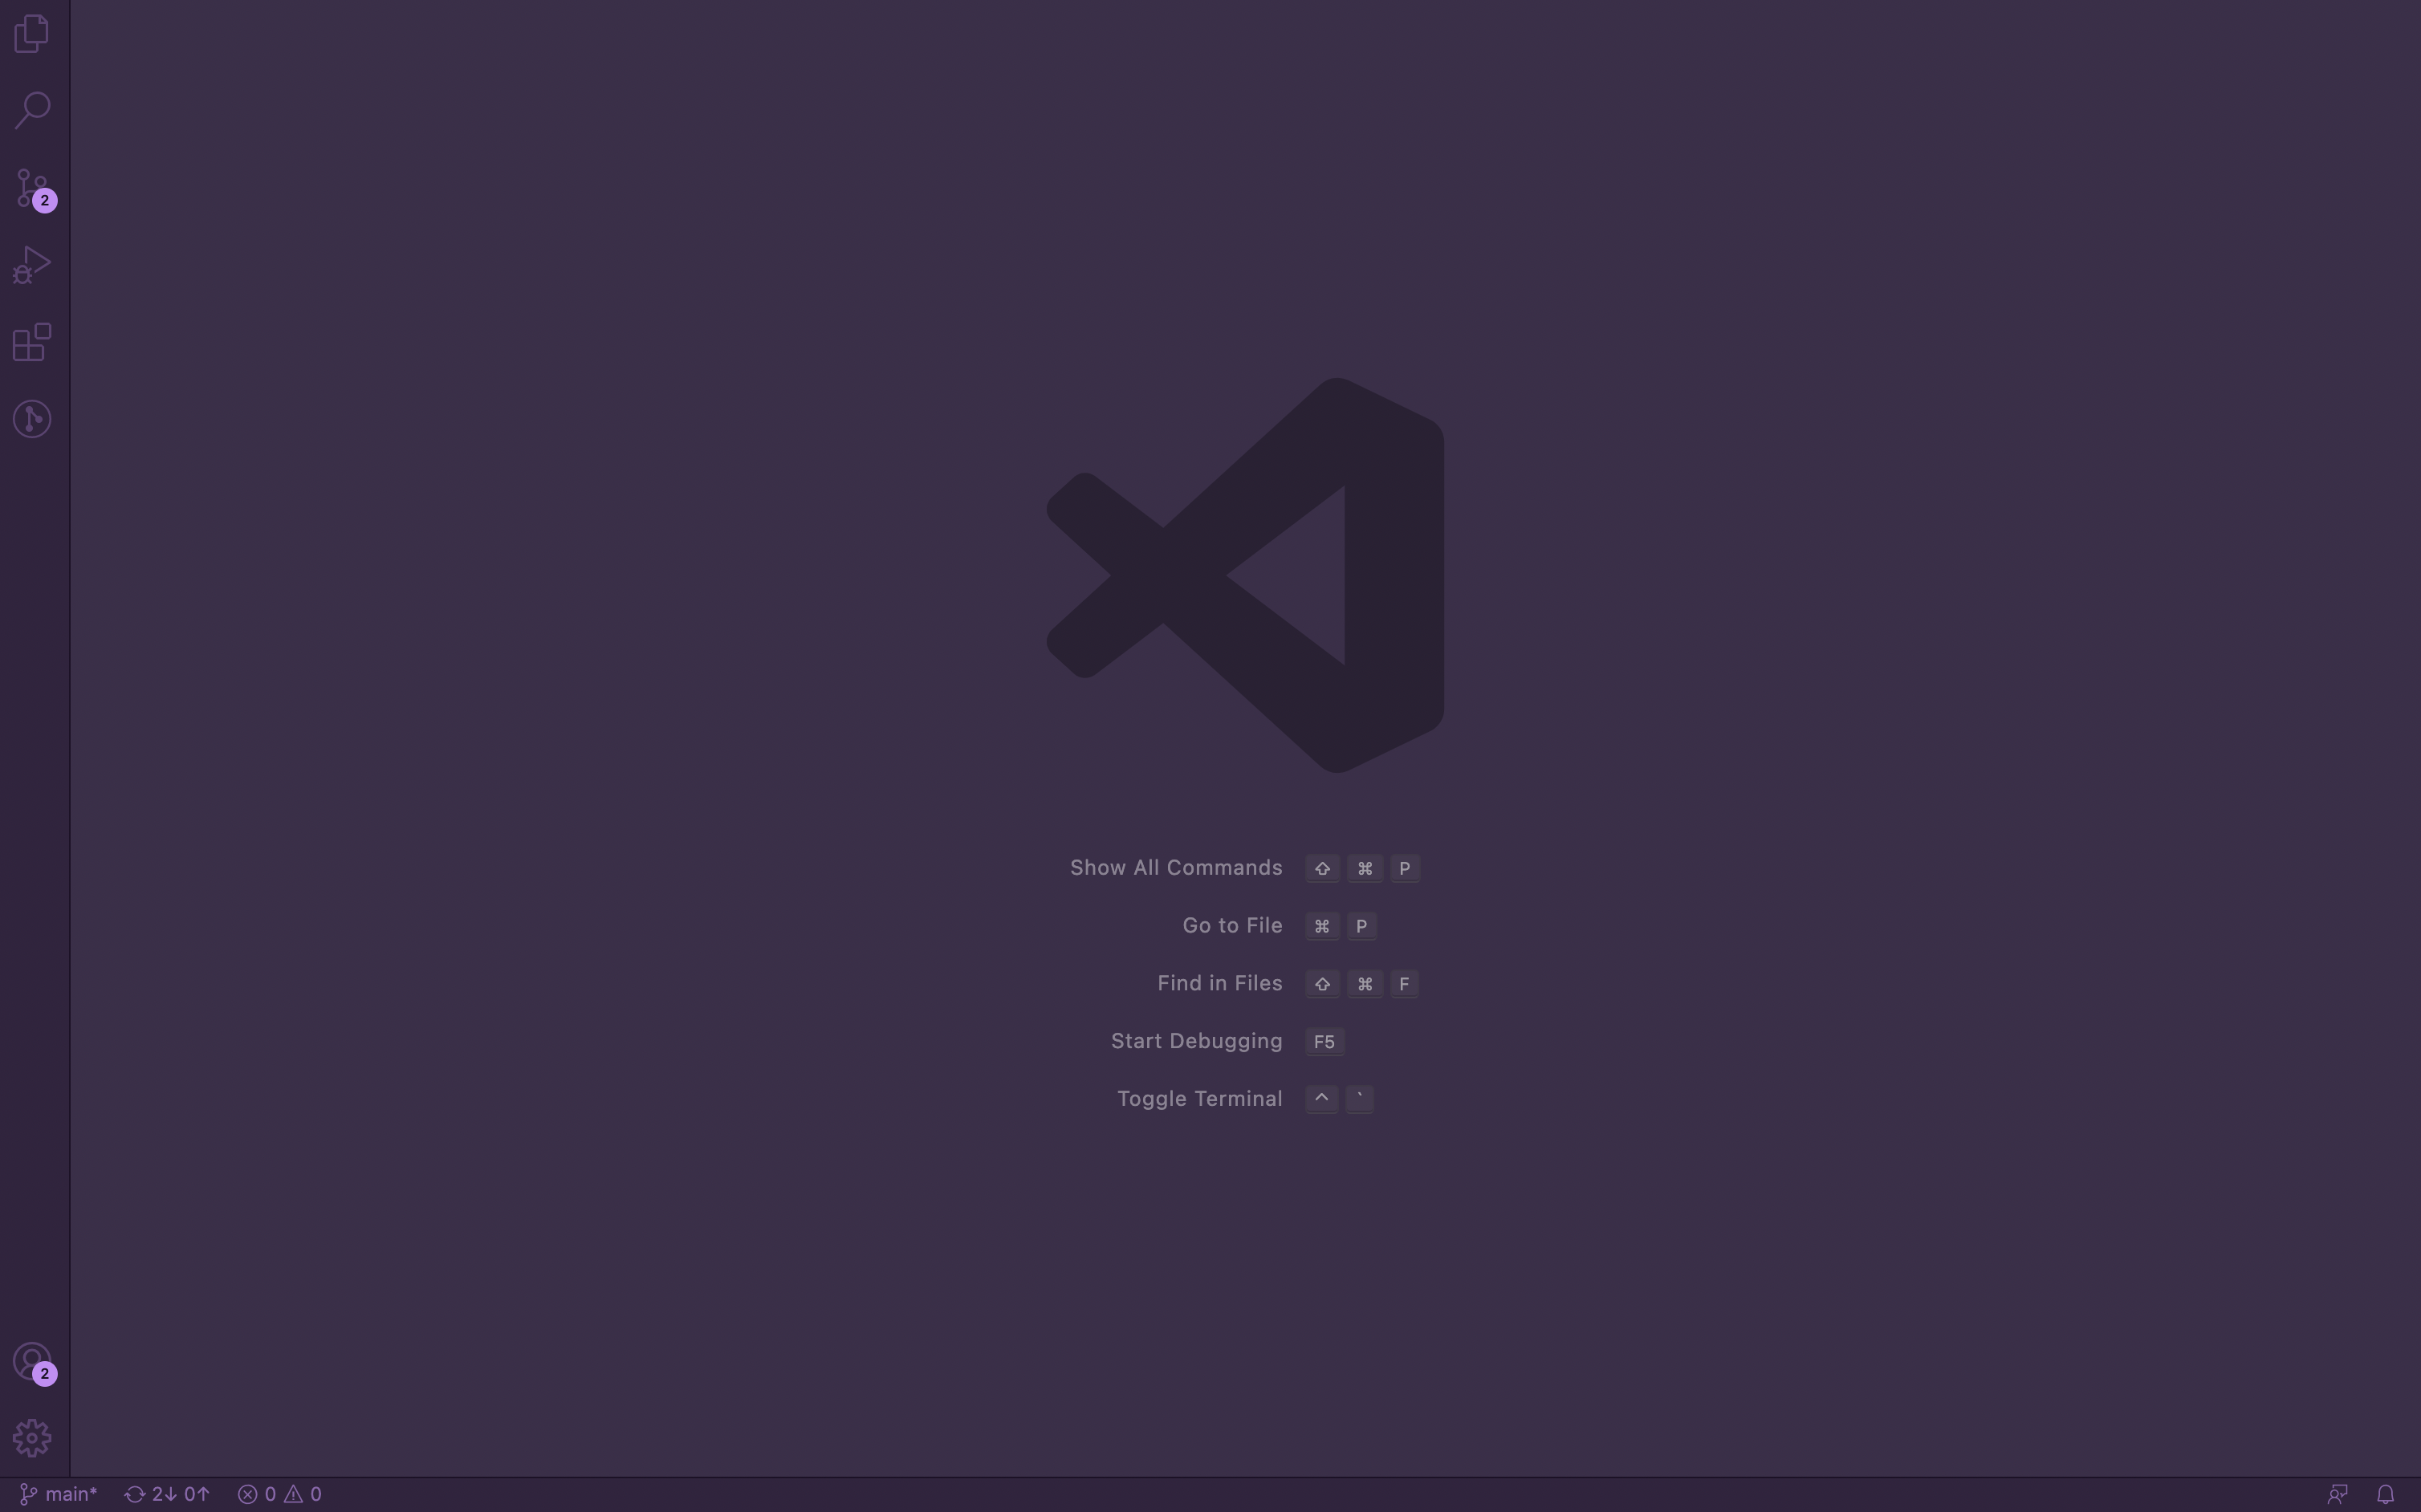 2
Show All Commands ⇧ ⌘ P
Go to File ⌘ P
Find in Files ⇧ ⌘ F
Start Debugging F5
Toggle Terminal ^ `
2
main* 2↓ 0↑ 0 0